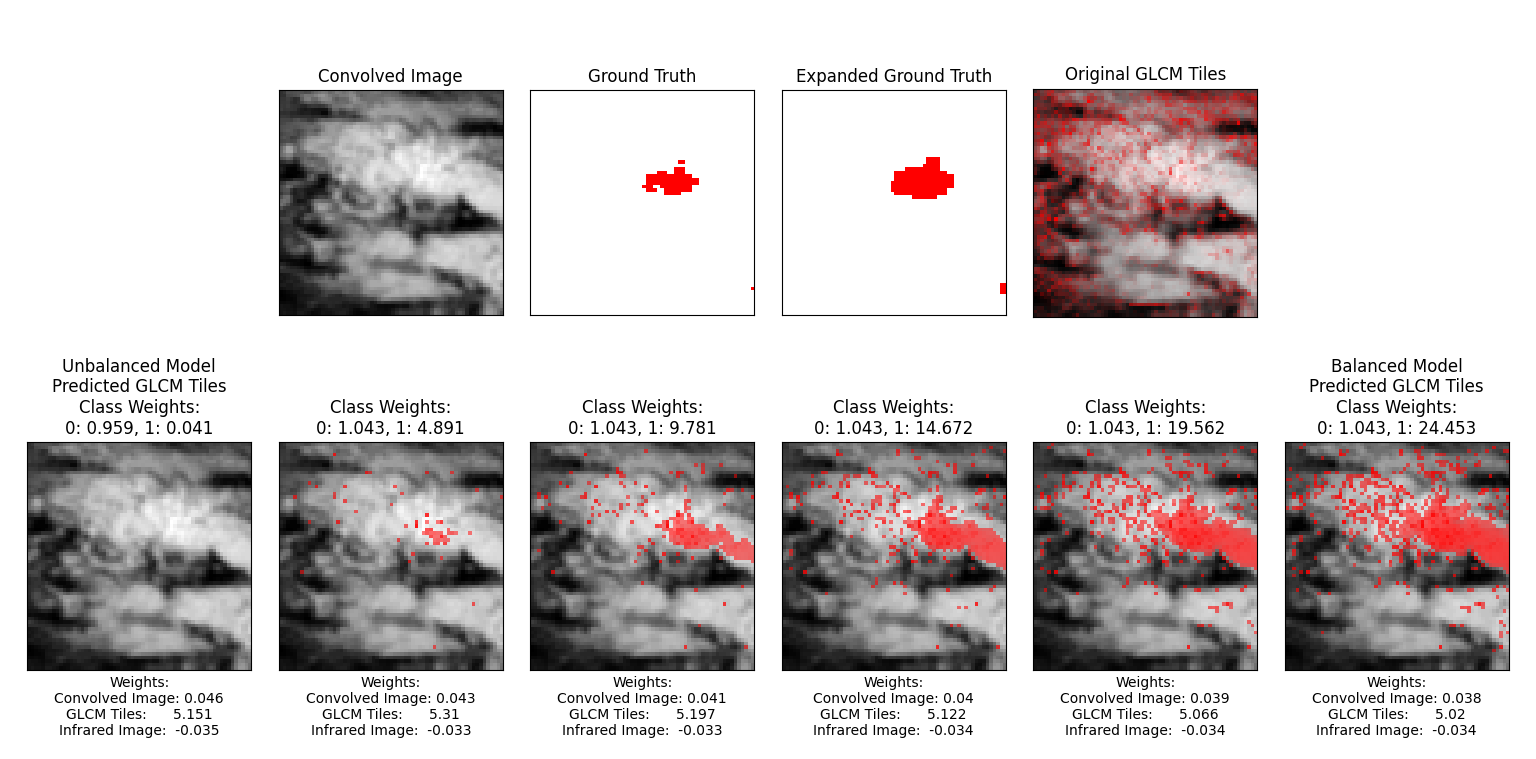 Convolved Image
Ground Truth
Expanded Ground Truth
Original GLCM Tiles
Unbalanced Model
Predicted GLCM Tiles
Class Weights:
0: 0.959, 1: 0.041
Class Weights:
0: 1.043, 1: 4.891
Class Weights:
0: 1.043, 1: 9.781
Class Weights:
0: 1.043, 1: 14.672
Class Weights:
0: 1.043, 1: 19.562
Balanced Model
Predicted GLCM Tiles
Class Weights:
0: 1.043, 1: 24.453
Weights:
Convolved Image: 0.046
GLCM Tiles: 5.151
Infrared Image: -0.035
Weights:
Convolved Image: 0.043
GLCM Tiles: 5.31
Infrared Image: -0.033
Weights:
Convolved Image: 0.041
GLCM Tiles: 5.197
Infrared Image: -0.033
Weights:
Convolved Image: 0.04
GLCM Tiles: 5.122
Infrared Image: -0.034
Weights:
Convolved Image: 0.039
GLCM Tiles: 5.066
Infrared Image: -0.034
Weights:
Convolved Image: 0.038
GLCM Tiles: 5.02
Infrared Image: -0.034